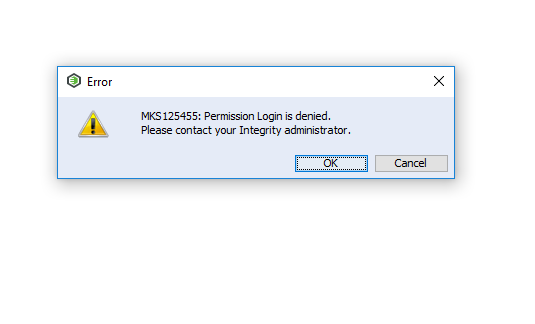 Error
MKS125455: Permission Login is denied.
Please contact your Integrity administrator.
OK
Cancel